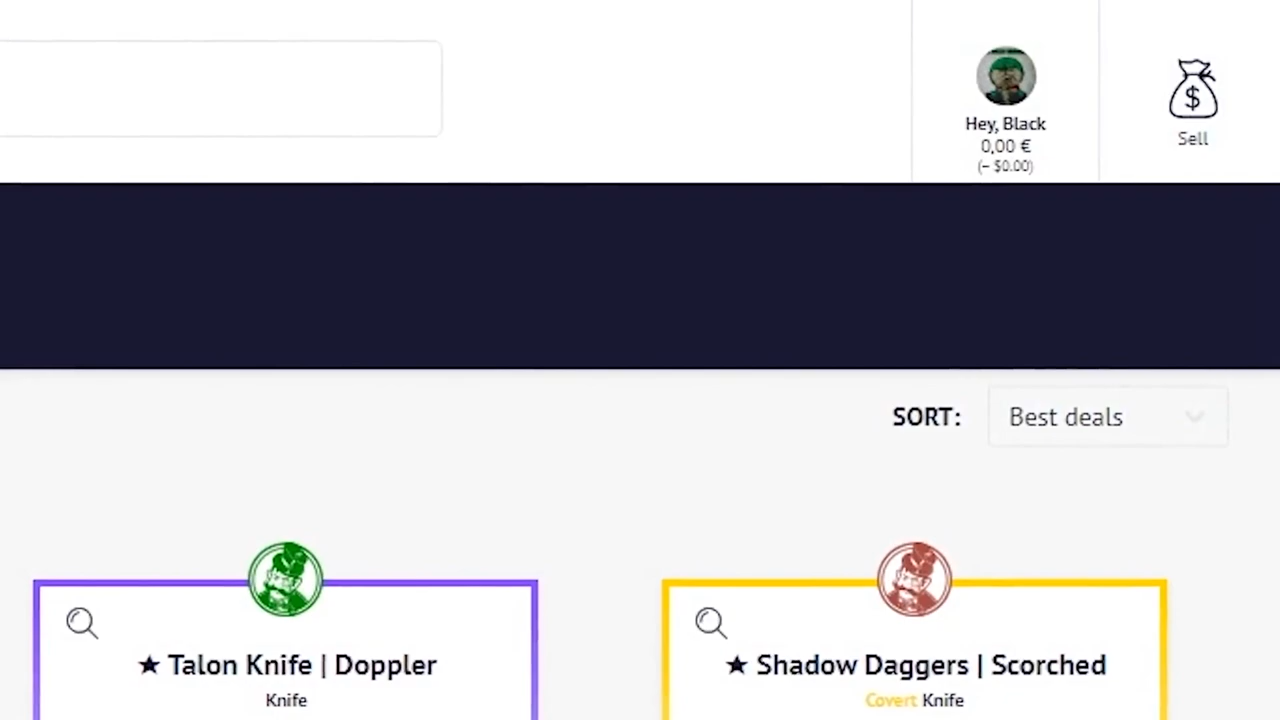 Hey, Black
0,00 €
(~ $0.00)
Sell
SORT:
Best deals
★ Talon Knife | Doppler
Knife
★ Shadow Daggers | Scorched
Covert Knife